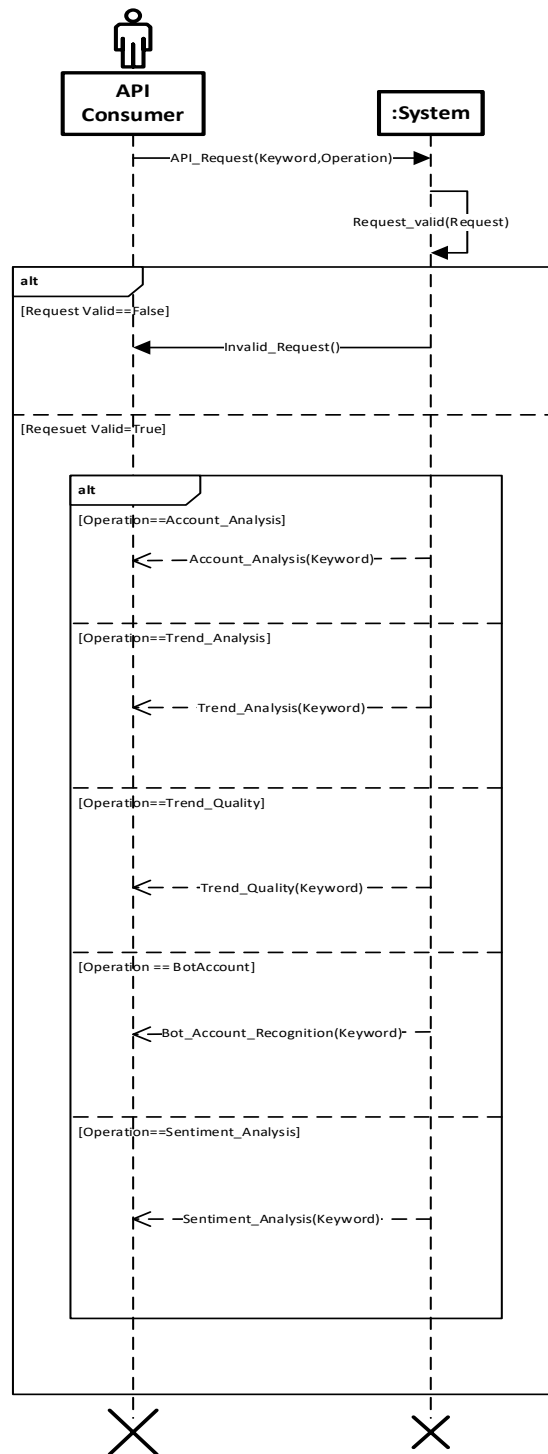 API
Consumer
:System
API_Request(Keyword,Operation)
Request_valid(Request)
alt
[Request Valid==False]
Invalid_Request()
[Reqesuet Valid=True]
alt
[Operation==Account_Analysis]
Account_Analysis(Keyword)
[Operation==Trend_Analysis]
Trend_Analysis(Keyword)
[Operation==Trend_Quality]
Trend_Quality(Keyword)
[Operation == BotAccount]
Bot_Account_Recognition(Keyword)
[Operation==Sentiment_Analysis]
Sentiment_Analysis(Keyword)